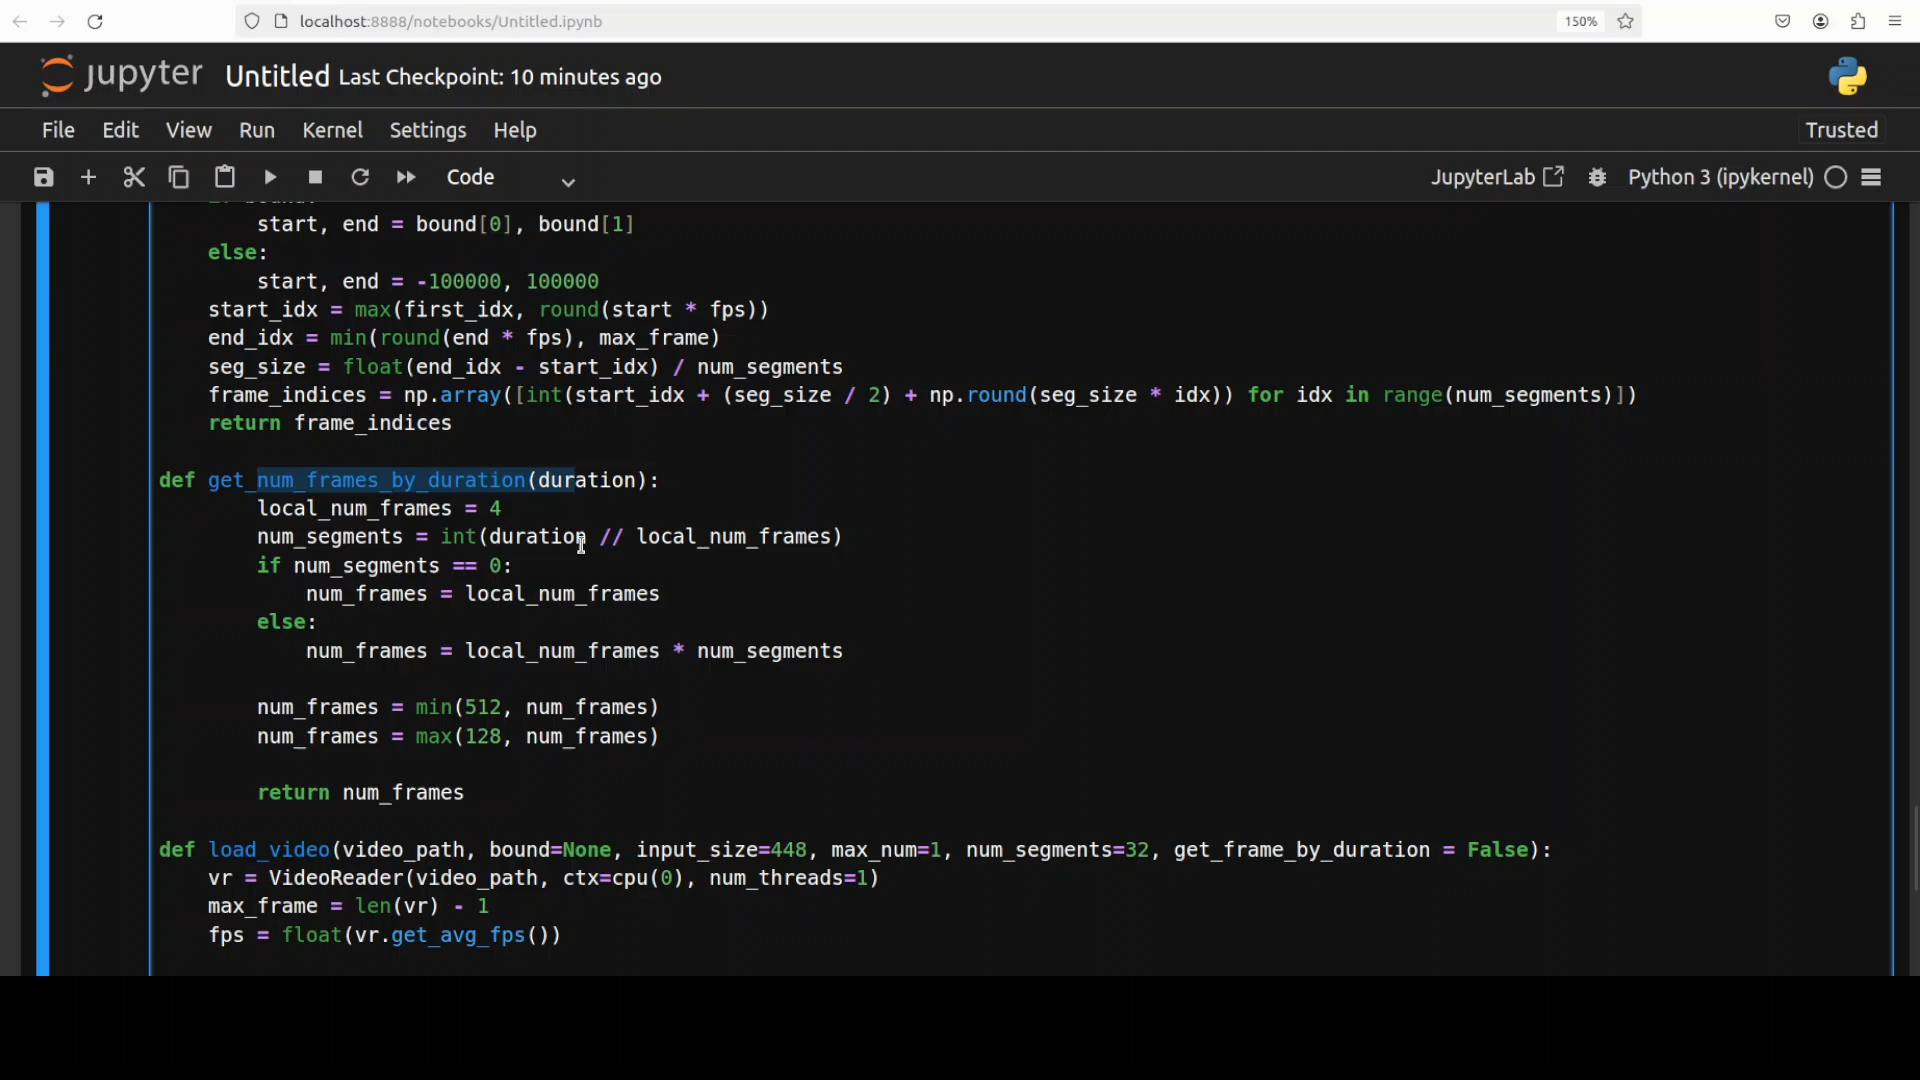 localhost:8888/notebooks/Untitled.ipynb
150%
jupyter Untitled Last Checkpoint: 10 minutes ago
File Edit View Run Kernel Settings Help
Trusted
Code
JupyterLab
Python 3 (ipykernel)
start, end = bound[0], bound[1]
else:
start, end = -100000, 100000
start_idx = max(first_idx, round(start * fps))
end_idx = min(round(end * fps), max_frame)
seg_size = float(end_idx - start_idx) / num_segments
frame_indices = np.array([int(start_idx + (seg_size / 2) + np.round(seg_size * idx)) for idx in range(num_segments)])
return frame_indices
def get_num_frames_by_duration(duration):
local_num_frames = 4
num_segments = int(duration // local_num_frames)
if num_segments == 0:
num_frames = local_num_frames
else:
num_frames = local_num_frames * num_segments
num_frames = min(512, num_frames)
num_frames = max(128, num_frames)
return num_frames
def load_video(video_path, bound=None, input_size=448, max_num=1, num_segments=32, get_frame_by_duration = False):
vr = VideoReader(video_path, ctx=cpu(0), num_threads=1)
max_frame = len(vr) - 1
fps = float(vr.get_avg_fps())